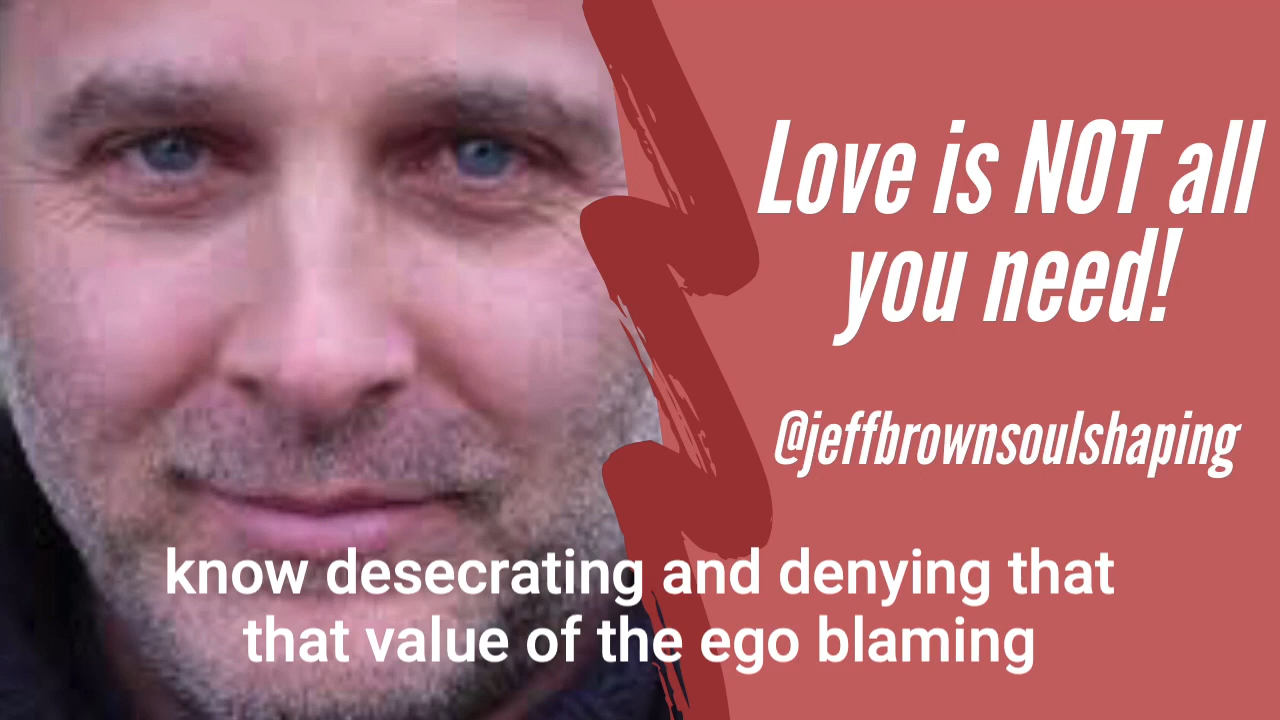 Love is NOT all
you need!
@jeffbrownsoulshaping
know desecrating and denying that
that value of the ego blaming